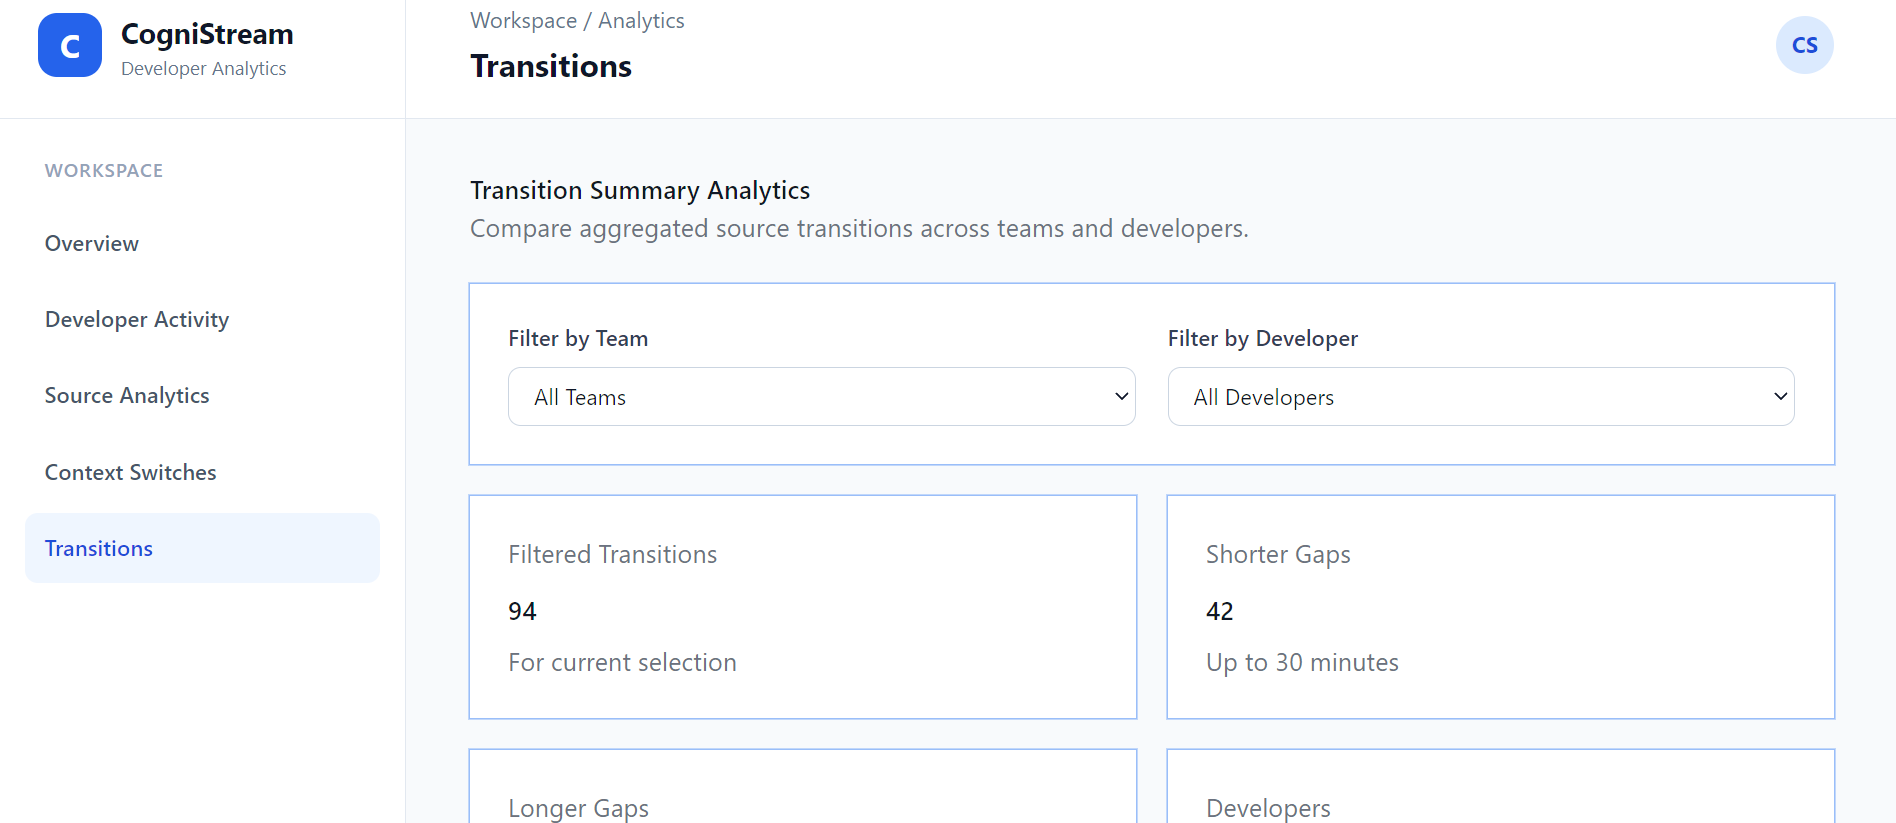 C
CogniStream
Developer Analytics
WORKSPACE
Overview
Developer Activity
Source Analytics
Context Switches
Transitions
Workspace / Analytics
Transitions
CS
Transition Summary Analytics
Compare aggregated source transitions across teams and developers.
Filter by Team
All Teams
Filter by Developer
All Developers
Filtered Transitions
94
For current selection
Shorter Gaps
42
Up to 30 minutes
Longer Gaps
Developers